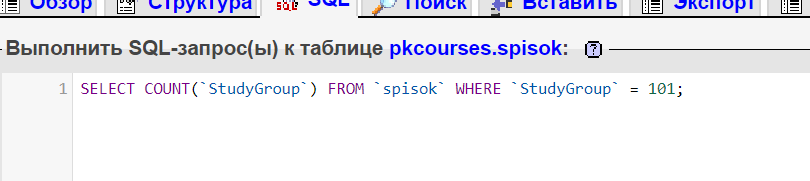 Обзор Структура SQL Поиск Вставить Экспорт
Выполнить SQL-запрос(ы) к таблице pkcourses.spisok: ?
1 SELECT COUNT(`StudyGroup`) FROM `spisok` WHERE `StudyGroup` = 101;